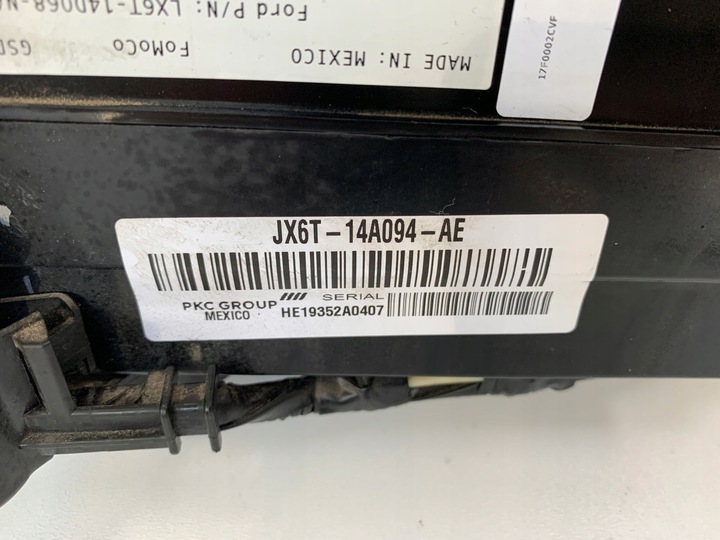 MADE IN: MEXICO
FoMoCo
Ford P/N: LX6T-14D068-
17F0002CVF
JX6T-14A094-AE
PKC GROUP
MEXICO
SERIAL
HE19352A0407